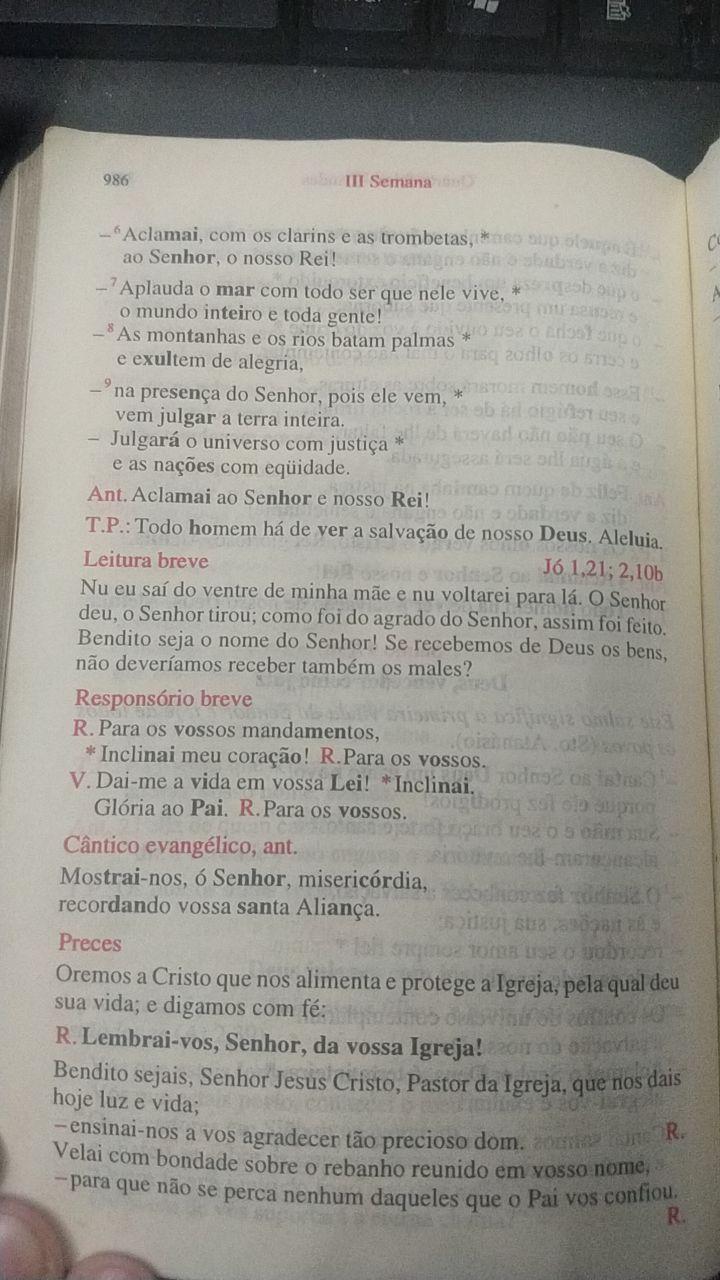 986
III Semana
–⁶Aclamai, com os clarins e as trombetas, *
ao Senhor, o nosso Rei!
–⁷Aplauda o mar com todo ser que nele vive, *
o mundo inteiro e toda gente!
–⁸As montanhas e os rios batam palmas *
e exultem de alegria,
–⁹na presença do Senhor, pois ele vem, *
vem julgar a terra inteira.
– Julgará o universo com justiça *
e as nações com eqüidade.
Ant. Aclamai ao Senhor e nosso Rei!
T.P.: Todo homem há de ver a salvação de nosso Deus. Aleluia.
Leitura breve Jó 1,21; 2,10b
Nu eu saí do ventre de minha mãe e nu voltarei para lá. O Senhor
deu, o Senhor tirou; como foi do agrado do Senhor, assim foi feito.
Bendito seja o nome do Senhor! Se recebemos de Deus os bens,
não deveríamos receber também os males?
Responsório breve
R. Para os vossos mandamentos,
* Inclinai meu coração! R. Para os vossos.
V. Dai-me a vida em vossa Lei! * Inclinai.
Glória ao Pai. R. Para os vossos.
Cântico evangélico, ant.
Mostrai-nos, ó Senhor, misericórdia,
recordando vossa santa Aliança.
Preces
Oremos a Cristo que nos alimenta e protege a Igreja, pela qual deu
sua vida; e digamos com fé:
R. Lembrai-vos, Senhor, da vossa Igreja!
Bendito sejais, Senhor Jesus Cristo, Pastor da Igreja, que nos dais
hoje luz e vida;
–ensinai-nos a vos agradecer tão precioso dom. R.
Velai com bondade sobre o rebanho reunido em vosso nome,
–para que não se perca nenhum daqueles que o Pai vos confiou.
R.